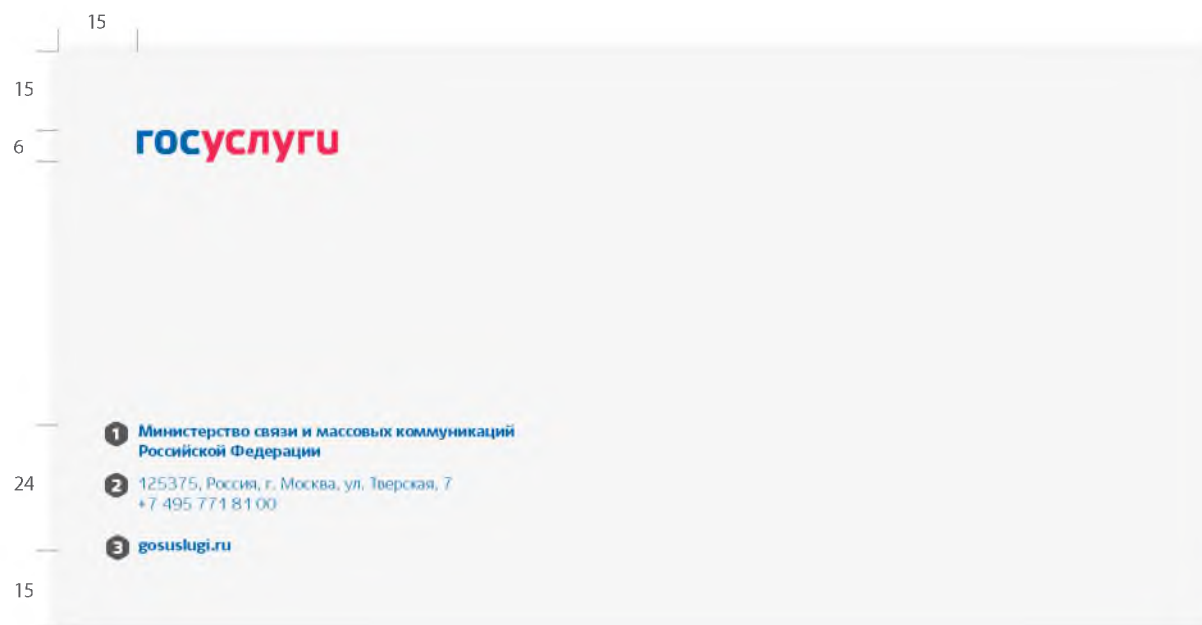 15
15
6
госуслуги
1 Министерство связи и массовых коммуникаций
Российской Федерации
24
2 125375, Россия, г. Москва, ул. Тверская, 7
+7 495 771 81 00
3 gosuslugi.ru
15